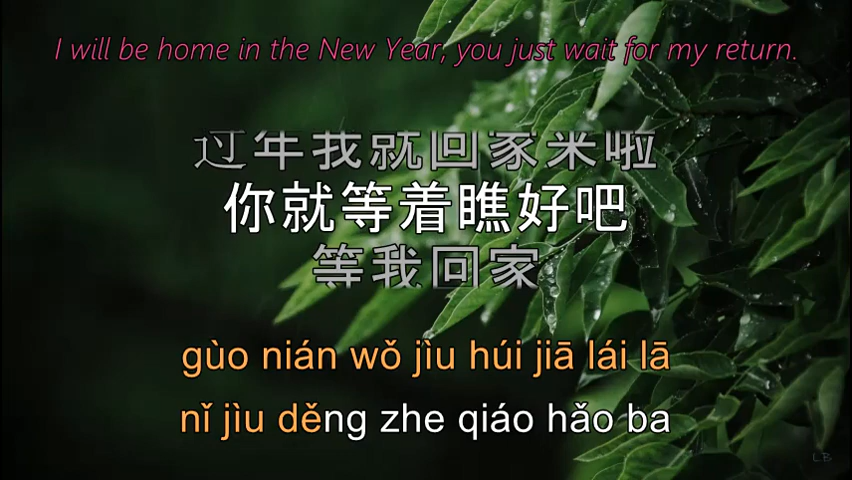 I will be home in the New Year, you just wait for my return.
过年我就回家来啦
你就等着瞧好吧
等我回家
gùo nián wǒ jìu húi jiā lái lā
nǐ jìu děng zhe qiáo hǎo ba
LB